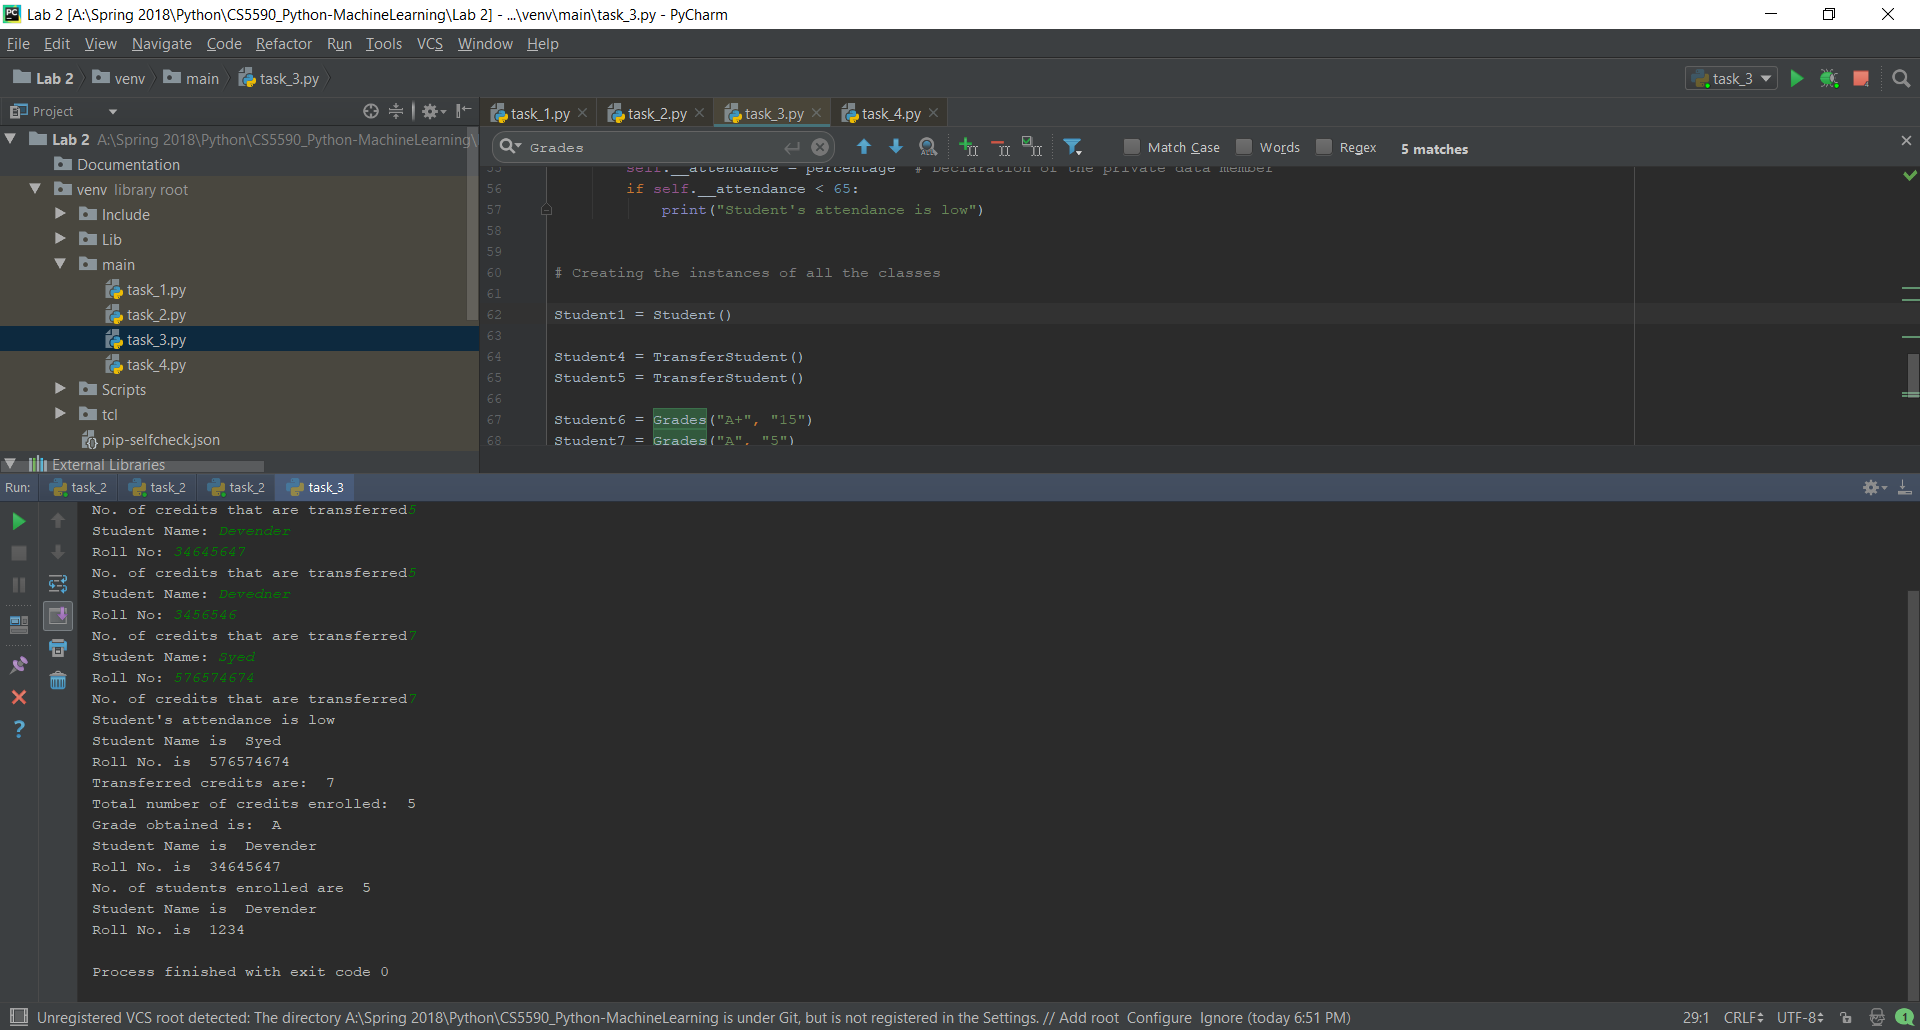 Lab 2 [A:\Spring 2018\Python\CS5590_Python-MachineLearning\Lab 2] - ...\venv\main\task_3.py - PyCharm
File Edit View Navigate Code Refactor Run Tools VCS Window Help
Lab 2 venv main task_3.py task_3
Project
task_1.py task_2.py task_3.py task_4.py
Lab 2 A:\Spring 2018\Python\CS5590_Python-MachineLearning\
Documentation
venv library root
Include
Lib
main
task_1.py
task_2.py
task_3.py
task_4.py
Scripts
tcl
pip-selfcheck.json
External Libraries
Grades Match Case Words Regex 5 matches
55 self.__attendance = percentage # Declaration of the private data member
56 if self.__attendance < 65:
57 print("Student's attendance is low")
58
59
60 # Creating the instances of all the classes
61
62 Student1 = Student()
63
64 Student4 = TransferStudent()
65 Student5 = TransferStudent()
66
67 Student6 = Grades("A+", "15")
68 Student7 = Grades("A", "5")
Run: task_2 task_2 task_2 task_3
No. of credits that are transferred5
Student Name: Devender
Roll No: 34645647
No. of credits that are transferred5
Student Name: Devedner
Roll No: 3456546
No. of credits that are transferred7
Student Name: Syed
Roll No: 576574674
No. of credits that are transferred7
Student's attendance is low
Student Name is  Syed
Roll No. is  576574674
Transferred credits are:  7
Total number of credits enrolled:  5
Grade obtained is:  A
Student Name is  Devender
Roll No. is  34645647
No. of students enrolled are  5
Student Name is  Devender
Roll No. is  1234
Process finished with exit code 0
Unregistered VCS root detected: The directory A:\Spring 2018\Python\CS5590_Python-MachineLearning is under Git, but is not registered in the Settings. // Add root Configure Ignore (today 6:51 PM) 29:1 CRLF UTF-8 1